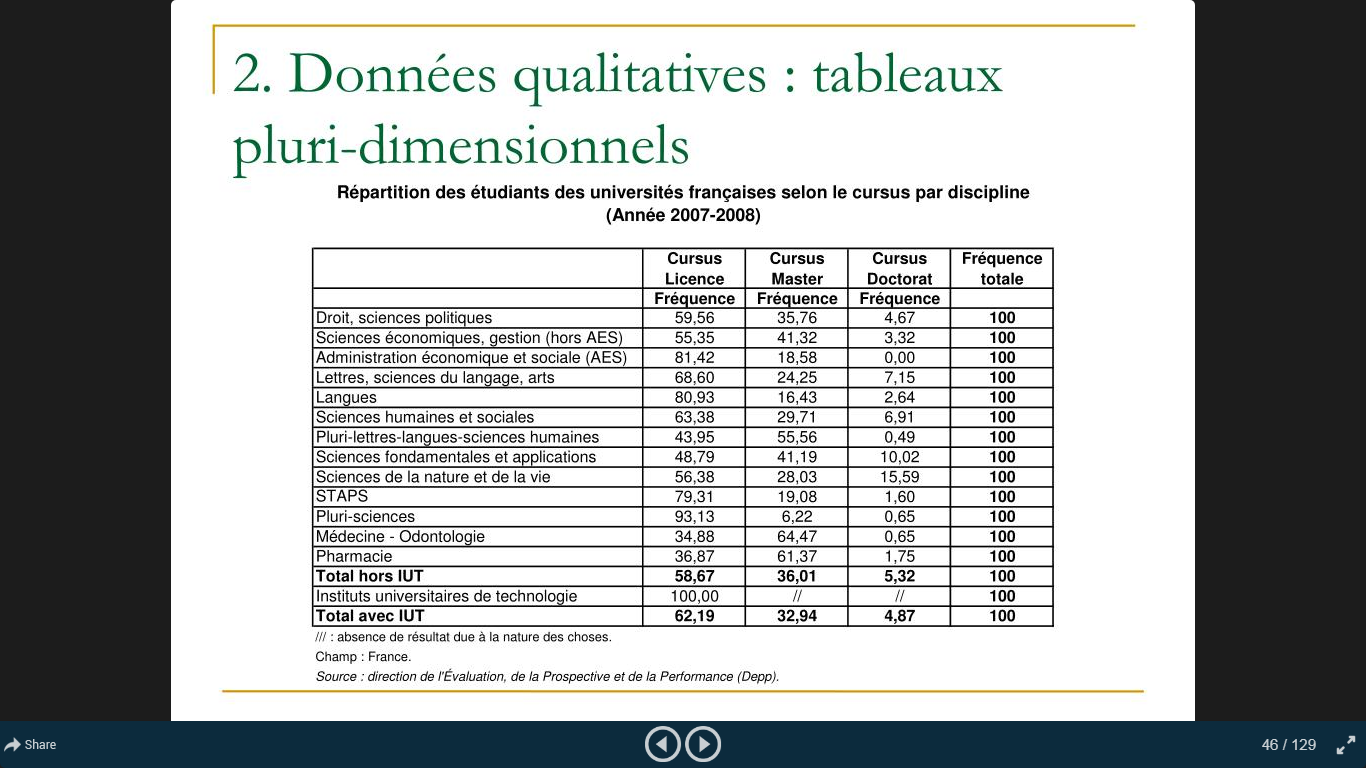 2. Données qualitatives : tableaux
pluri-dimensionnels
Répartition des étudiants des universités françaises selon le cursus par discipline
(Année 2007-2008)
Cursus Licence Cursus Master Cursus Doctorat Fréquence totale
Fréquence Fréquence Fréquence
Droit, sciences politiques 59,56 35,76 4,67 100
Sciences économiques, gestion (hors AES) 55,35 41,32 3,32 100
Administration économique et sociale (AES) 81,42 18,58 0,00 100
Lettres, sciences du langage, arts 68,60 24,25 7,15 100
Langues 80,93 16,43 2,64 100
Sciences humaines et sociales 63,38 29,71 6,91 100
Pluri-lettres-langues-sciences humaines 43,95 55,56 0,49 100
Sciences fondamentales et applications 48,79 41,19 10,02 100
Sciences de la nature et de la vie 56,38 28,03 15,59 100
STAPS 79,31 19,08 1,60 100
Pluri-sciences 93,13 6,22 0,65 100
Médecine - Odontologie 34,88 64,47 0,65 100
Pharmacie 36,87 61,37 1,75 100
Total hors IUT 58,67 36,01 5,32 100
Instituts universitaires de technologie 100,00 // // 100
Total avec IUT 62,19 32,94 4,87 100
/// : absence de résultat due à la nature des choses.
Champ : France.
Source : direction de l'Évaluation, de la Prospective et de la Performance (Depp).
Share
46 / 129